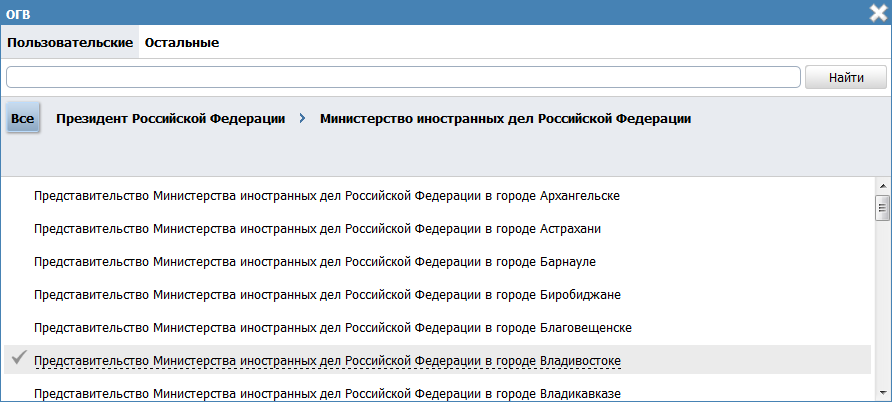 ОГВ
Пользовательские Остальные
Найти
Все Президент Российской Федерации > Министерство иностранных дел Российской Федерации
Представительство Министерства иностранных дел Российской Федерации в городе Архангельске
Представительство Министерства иностранных дел Российской Федерации в городе Астрахани
Представительство Министерства иностранных дел Российской Федерации в городе Барнауле
Представительство Министерства иностранных дел Российской Федерации в городе Биробиджане
Представительство Министерства иностранных дел Российской Федерации в городе Благовещенске
Представительство Министерства иностранных дел Российской Федерации в городе Владивостоке
Представительство Министерства иностранных дел Российской Федерации в городе Владикавказе